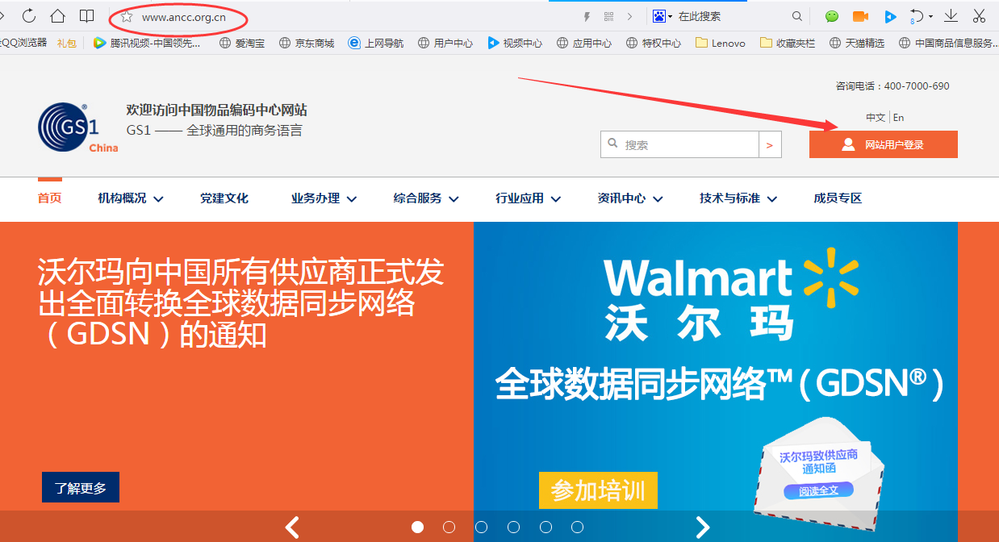 www.ancc.org.cn
在此搜索
QQ浏览器 礼包 腾讯视频-中国领先... 爱淘宝 京东商城 上网导航 用户中心 视频中心 应用中心 特权中心 Lenovo 收藏夹栏 天猫精选 中国商品信息服务...
咨询电话：400-7000-690
中文 En
GS1
®
China
欢迎访问中国物品编码中心网站
GS1 —— 全球通用的商务语言
搜索 >
网站用户登录
首页 机构概况 党建文化 业务办理 综合服务 行业应用 资讯中心 技术与标准 成员专区
沃尔玛向中国所有供应商正式发
出全面转换全球数据同步网络
（GDSN）的通知
了解更多
Walmart
沃尔玛
全球数据同步网络™（GDSN®）
参加培训
沃尔玛致供应商
通知函
阅读全文